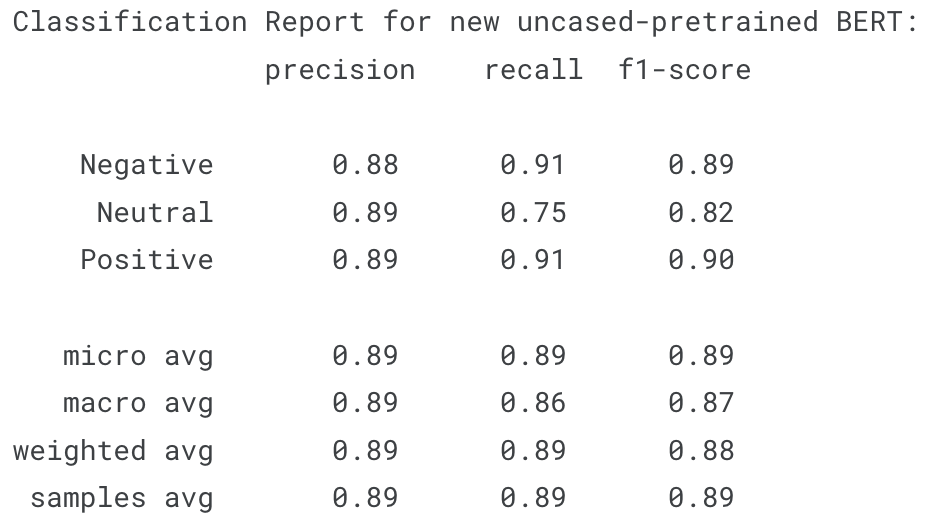 Classification Report for new uncased-pretrained BERT:
precision recall f1-score
Negative 0.88 0.91 0.89
Neutral 0.89 0.75 0.82
Positive 0.89 0.91 0.90
micro avg 0.89 0.89 0.89
macro avg 0.89 0.86 0.87
weighted avg 0.89 0.89 0.88
samples avg 0.89 0.89 0.89